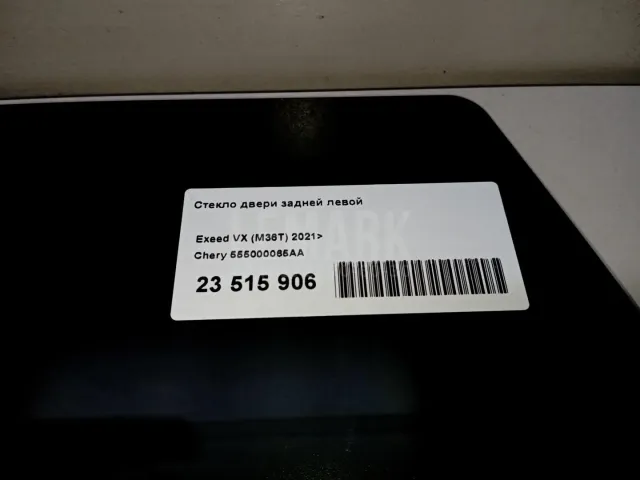 Стекло двери задней левой
Exeed VX (M36T) 2021>
Chery 555000065AA
23 515 906